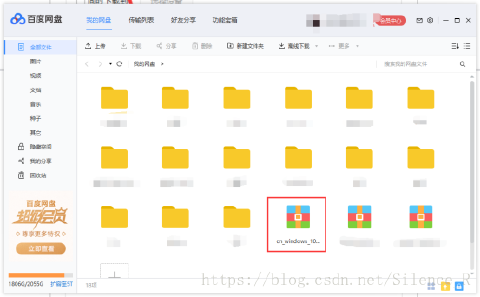 百度网盘
我的网盘 传输列表 好友分享 功能宝箱
会员中心
上传 下载 分享 删除 新建文件夹 离线下载 更多
全部文件
我的网盘
搜索我的网盘文件
图片
视频
文档
音乐
种子
其它
隐藏空间
我的分享
回收站
百度网盘
超级会员
尊享更多特权
立即查看
cn_windows_10...
1806G/2055G 扩容至5T
https://blog.csdn.net/Silence_R